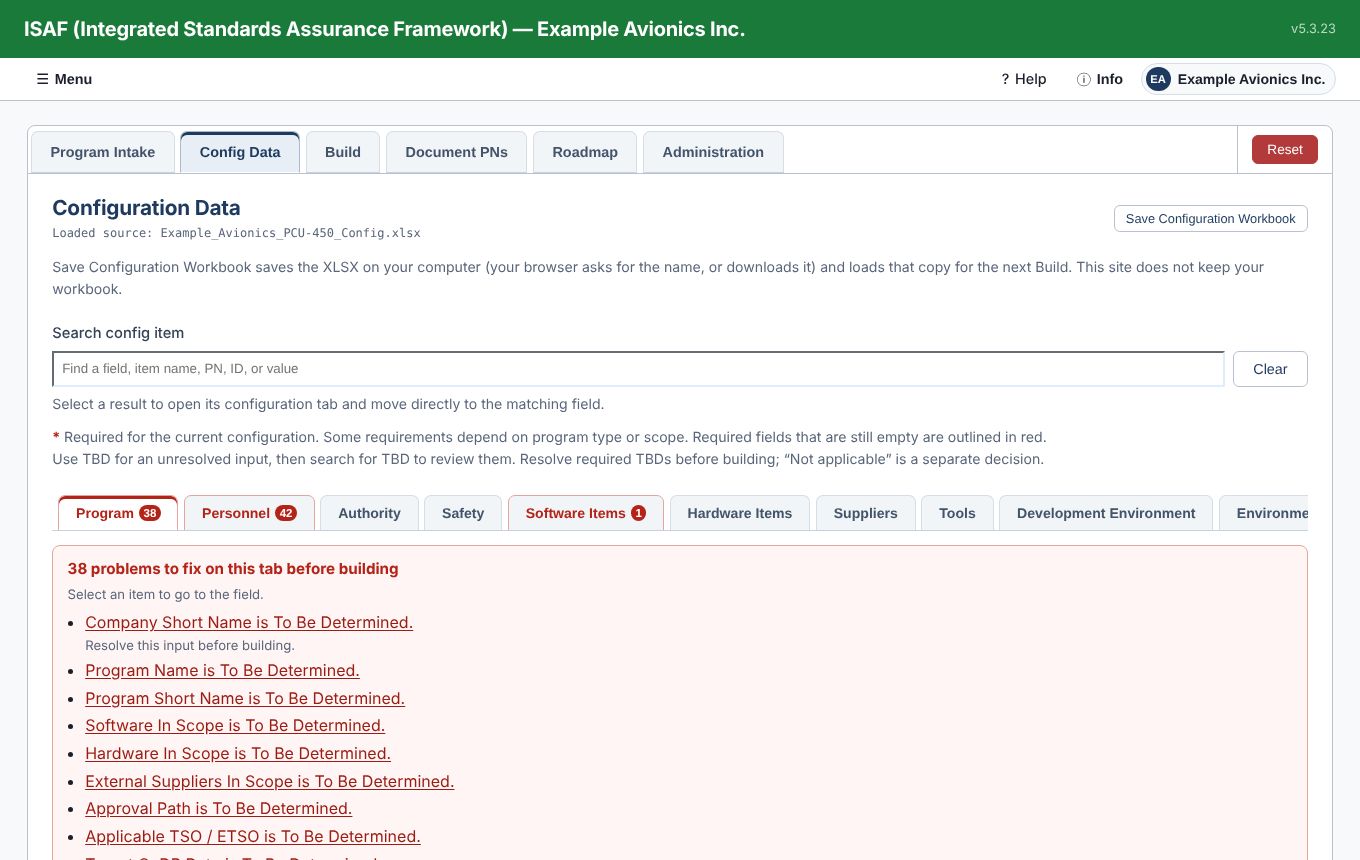 ISAF (Integrated Standards Assurance Framework) — Example Avionics Inc.
v5.3.23
☰ Menu
? Help
ⓘ Info
EA Example Avionics Inc.
Program Intake
Config Data
Build
Document PNs
Roadmap
Administration
Reset
Configuration Data
Loaded source: Example_Avionics_PCU-450_Config.xlsx
Save Configuration Workbook
Save Configuration Workbook saves the XLSX on your computer (your browser asks for the name, or downloads it) and loads that copy for the next Build. This site does not keep your
workbook.
Search config item
Find a field, item name, PN, ID, or value
Clear
Select a result to open its configuration tab and move directly to the matching field.
* Required for the current configuration. Some requirements depend on program type or scope. Required fields that are still empty are outlined in red.
Use TBD for an unresolved input, then search for TBD to review them. Resolve required TBDs before building; “Not applicable” is a separate decision.
Program 38
Personnel 42
Authority
Safety
Software Items 1
Hardware Items
Suppliers
Tools
Development Environment
Environme
38 problems to fix on this tab before building
Select an item to go to the field.
• Company Short Name is To Be Determined.
Resolve this input before building.
• Program Name is To Be Determined.
• Program Short Name is To Be Determined.
• Software In Scope is To Be Determined.
• Hardware In Scope is To Be Determined.
• External Suppliers In Scope is To Be Determined.
• Approval Path is To Be Determined.
• Applicable TSO / ETSO is To Be Determined.